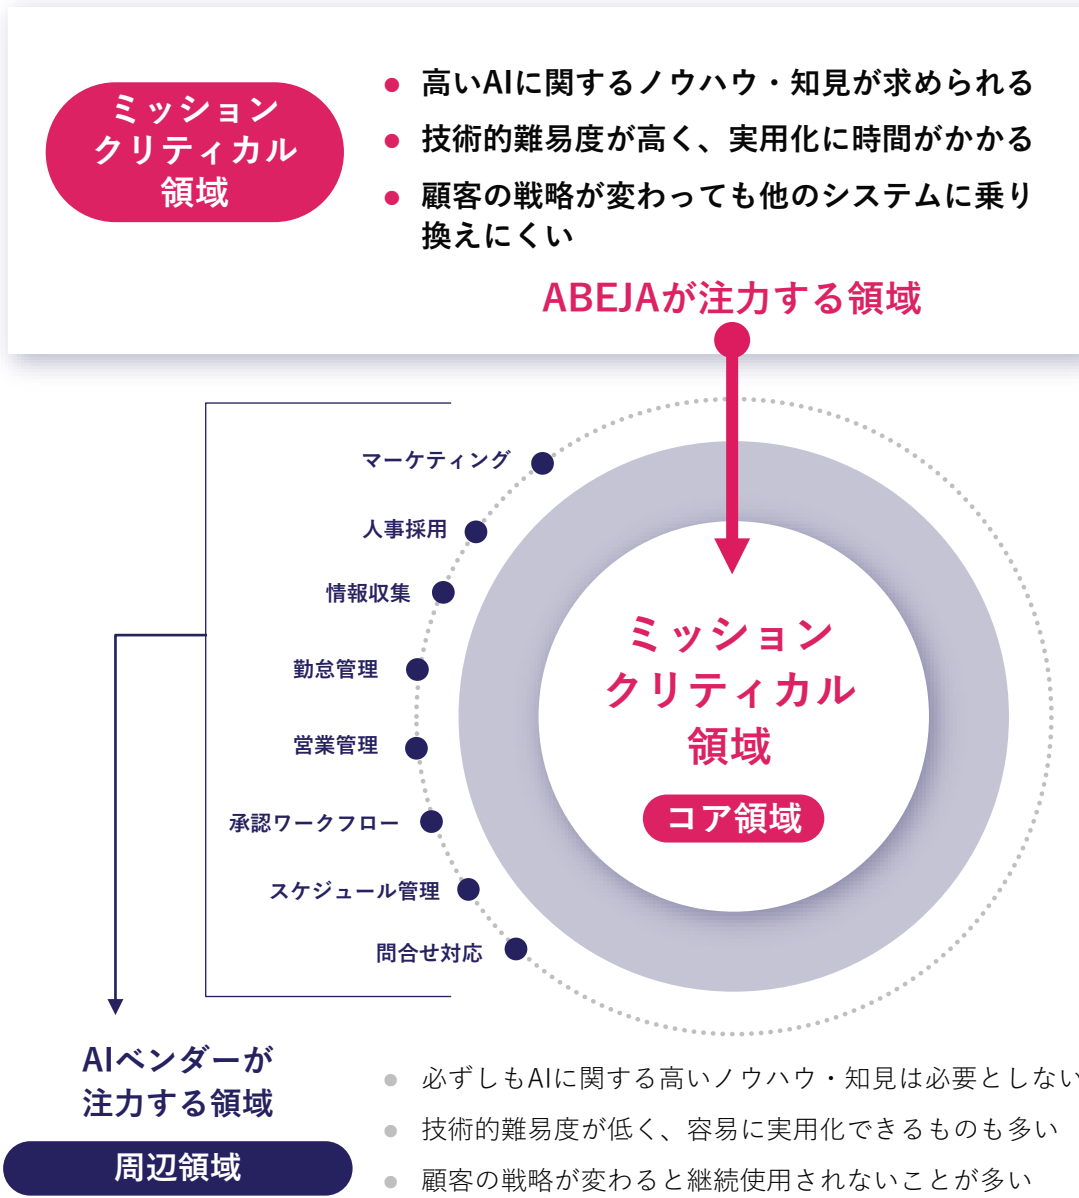 ミッション
クリティカル
領域
● 高いAIに関するノウハウ・知見が求められる
● 技術的難易度が高く、実用化に時間がかかる
● 顧客の戦略が変わっても他のシステムに乗り
換えにくい
ABEJAが注力する領域
マーケティング
人事採用
情報収集
勤怠管理
営業管理
承認ワークフロー
スケジュール管理
問合せ対応
ミッション
クリティカル
領域
コア領域
AIベンダーが
注力する領域
周辺領域
● 必ずしもAIに関する高いノウハウ・知見は必要としない
● 技術的難易度が低く、容易に実用化できるものも多い
● 顧客の戦略が変わると継続使用されないことが多い